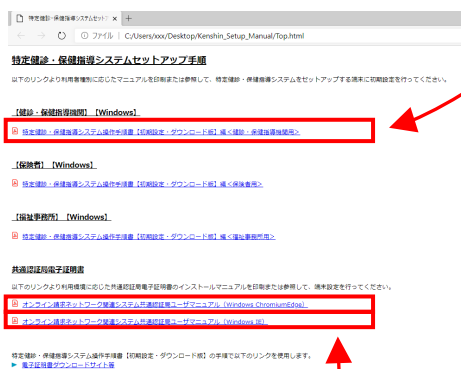 特定健診・保健指導システムセットア
ファイル | C:/Users/xxx/Desktop/Kenshin_Setup_Manual/Top.html
特定健診・保健指導システムセットアップ手順
以下のリンクより利用者種別に応じたマニュアルを印刷または参照して、特定健診・保健指導システムをセットアップする端末に初期設定を行ってください。
【健診・保健指導機関】【Windows】
特定健診・保健指導システム操作手順書【初期設定・ダウンロード版】編<健診・保健指導機関用>
【保険者】【Windows】
特定健診・保健指導システム操作手順書【初期設定・ダウンロード版】編<保険者用>
【福祉事務所】【Windows】
特定健診・保健指導システム操作手順書【初期設定・ダウンロード版】編<福祉事務所用>
共通認証局電子証明書
以下のリンクより利用環境に応じた共通認証局電子証明書のインストールマニュアルを印刷または参照して、端末設定を行ってください。
オンライン請求ネットワーク関連システム共通認証局ユーザマニュアル（Windows ChromiumEdge）
オンライン請求ネットワーク関連システム共通認証局ユーザマニュアル（Windows IE）
特定健診・保健指導システム操作手順書【初期設定・ダウンロード版】の手順で以下のリンクを使用します。
電子証明書ダウンロードサイト等